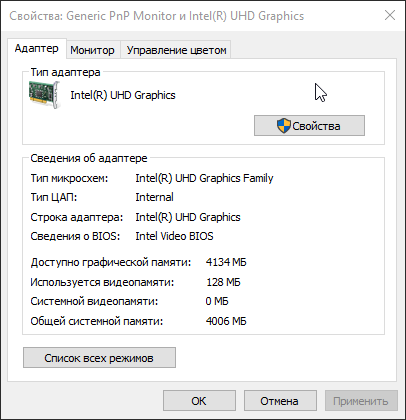 Свойства: Generic PnP Monitor и Intel(R) UHD Graphics
Адаптер Монитор Управление цветом
Тип адаптера
Intel(R) UHD Graphics
Свойства
Сведения об адаптере
Тип микросхем: Intel(R) UHD Graphics Family
Тип ЦАП: Internal
Строка адаптера: Intel(R) UHD Graphics
Сведения о BIOS: Intel Video BIOS
Доступно графической памяти: 4134 МБ
Используется видеопамяти: 128 МБ
Системной видеопамяти: 0 МБ
Общей системной памяти: 4006 МБ
Список всех режимов
ОК Отмена Применить